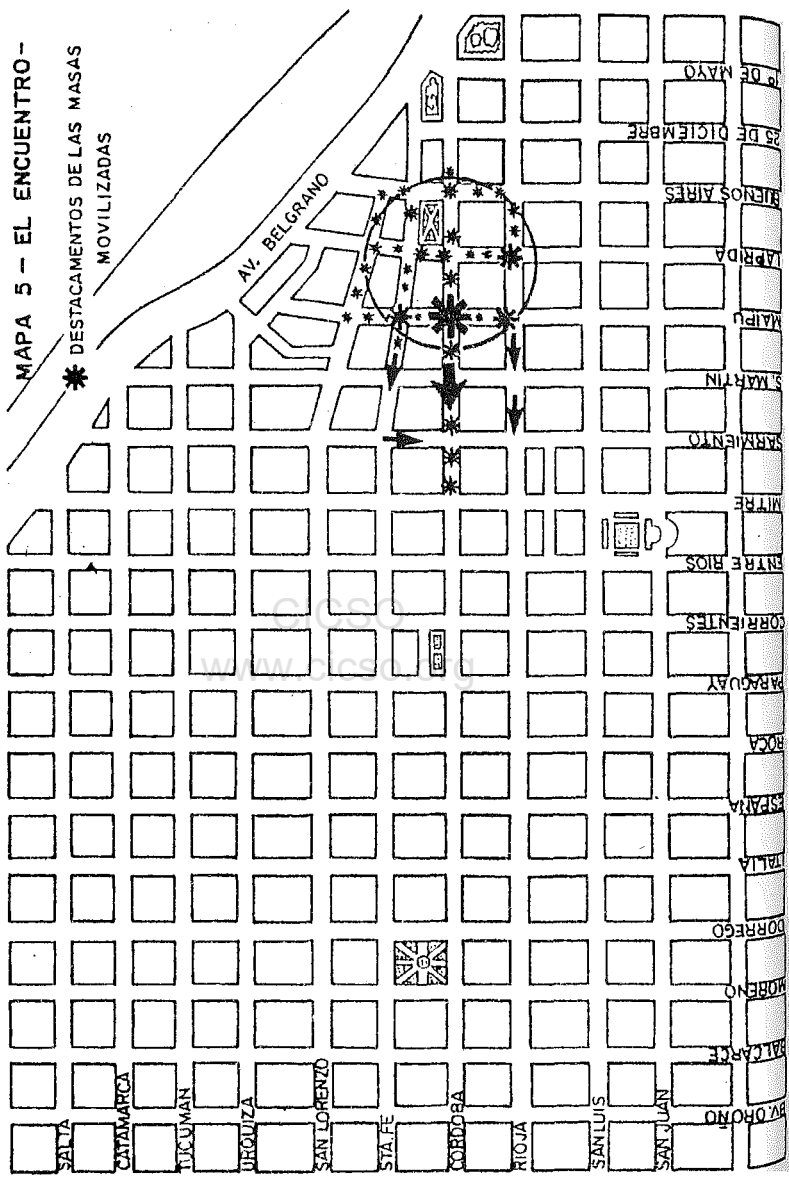 MAPA 5 – EL ENCUENTRO –
DESTACAMENTOS DE LAS MASAS
MOVILIZADAS
AV. BELGRANO
1º DE MAYO
25 DE DICIEMBRE
BUENOS AIRES
LAPRIDA
MAIPU
S. MARTIN
SARMIENTO
MITRE
ENTRE RIOS
CORRIENTES
PARAGUAY
ROCA
ESPAÑA
ITALIA
DORREGO
MORENO
BALCARCE
BV. OROÑO
SALTA
CATAMARCA
TUCUMAN
URQUIZA
SAN LORENZO
STA. FE
CORDOBA
RIOJA
SAN LUIS
SAN JUAN
CICSO
www.cicso.org